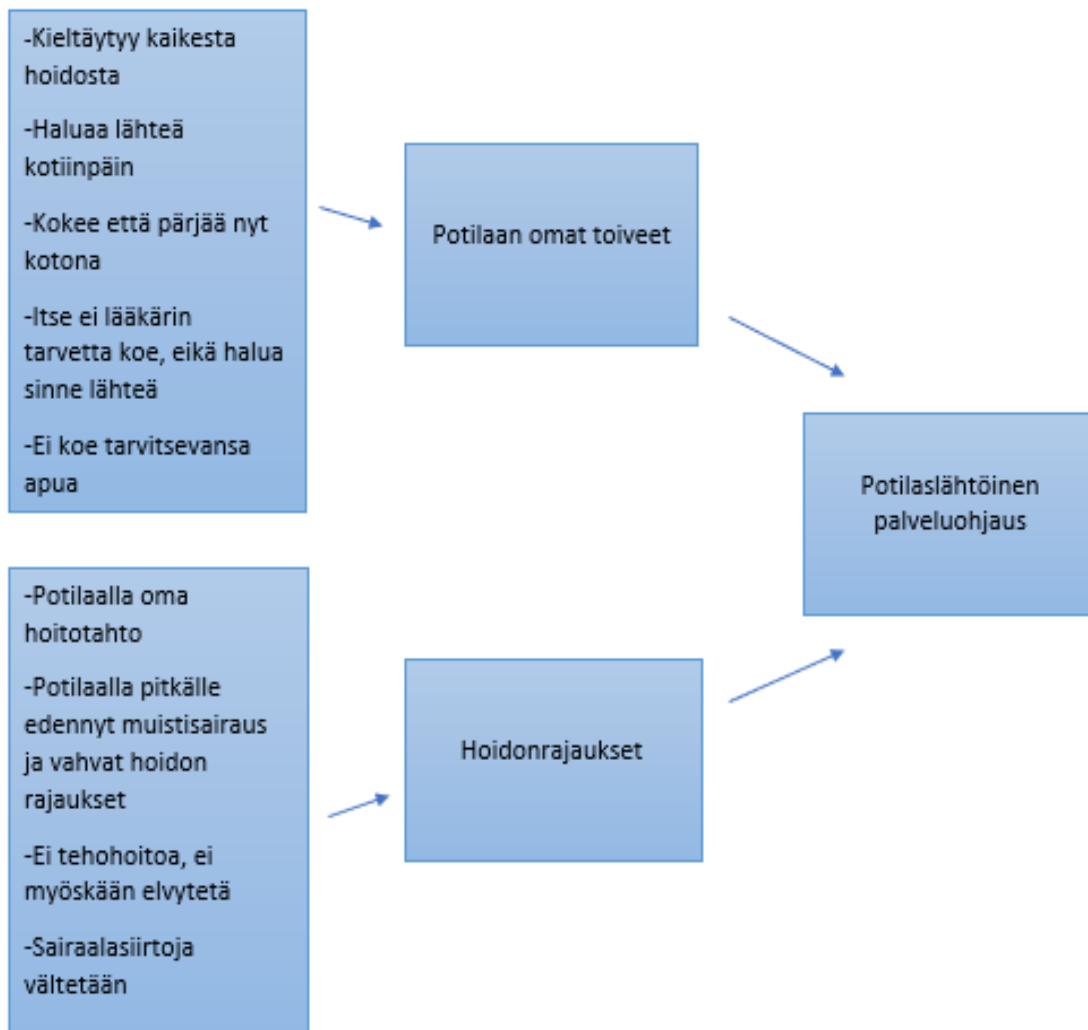 -Kieltäytyy kaikesta
hoidosta
-Haluaa lähteä
kotiinpäin
-Kokee että pärjää nyt
kotona
-Itse ei lääkärin
tarvetta koe, eikä halua
sinne lähteä
-Ei koe tarvitsevansa
apua
Potilaan omat toiveet
-Potilaalla oma
hoitotahto
-Potilaalla pitkälle
edennyt muistisairaus
ja vahvat hoidon
rajaukset
-Ei tehohoitoa, ei
myöskään elvytetä
-Sairaalasiirtoja
vältetään
Hoidonrajaukset
Potilaslähtöinen
palveluohjaus